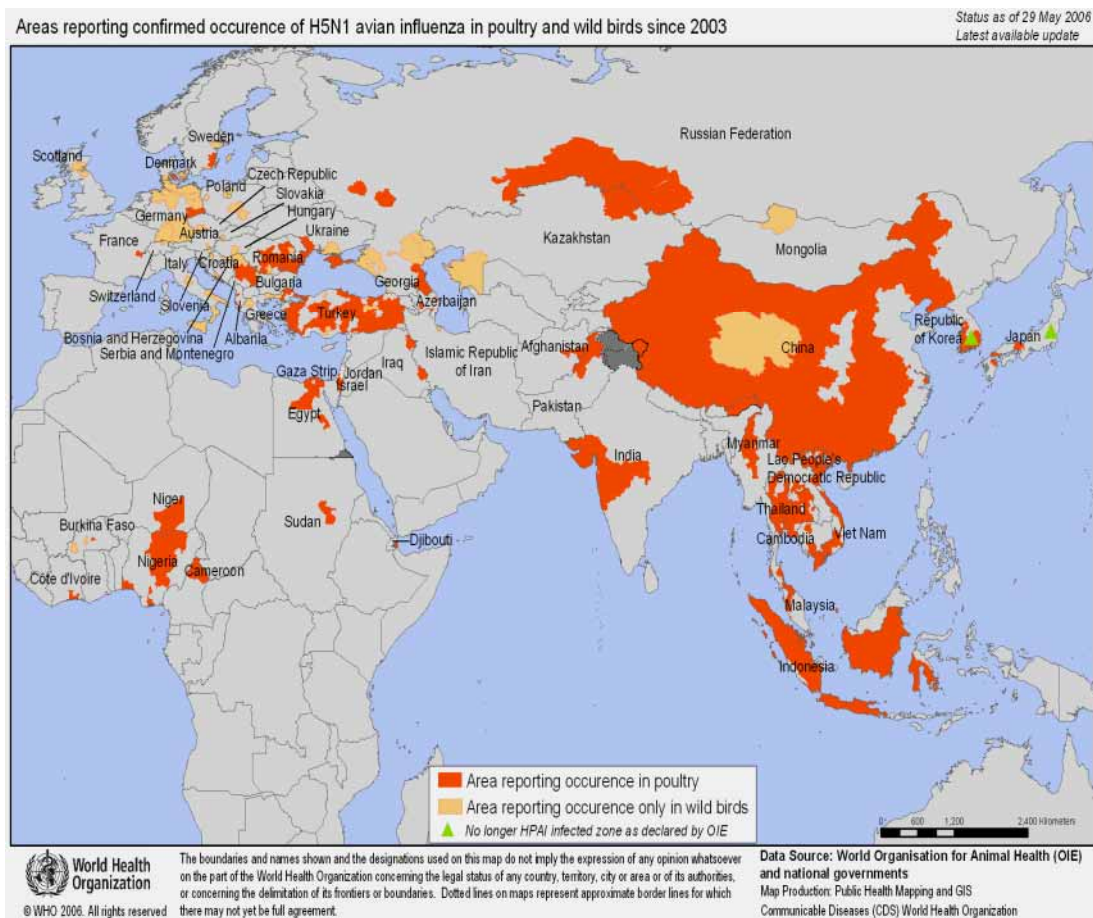 Areas reporting confirmed occurence of H5N1 avian influenza in poultry and wild birds since 2003
Status as of 29 May 2006
Latest available update
Sweden
Scotland
Russian Federation
Denmark
Czech Republic
Poland
Slovakia
Hungary
Germany
Austria
Ukraine
Kazakhstan
Mongolia
France
Italy
Croatia
Romania
Bulgaria
Georgia
Switzerland
Slovenia
Greece
Turkey
Azerbaijan
Bosnia and Herzegovina
Albania
Serbia and Montenegro
Republic
of Korea
Japan
China
Afghanistan
Islamic Republic
of Iran
Iraq
Gaza Strip
Jordan
Israel
Egypt
Pakistan
India
Myanmar
Lao People's
Democratic Republic
Thailand
Viet Nam
Cambodia
Niger
Burkina Faso
Sudan
Djibouti
Nigeria
Cameroon
Côte d'Ivoire
Malaysia
Indonesia
Area reporting occurence in poultry
Area reporting occurence only in wild birds
No longer HPAI infected zone as declared by OIE
0 600 1,200 2,400 Kilometers
World Health
Organization
© WHO 2006. All rights reserved
The boundaries and names shown and the designations used on this map do not imply the expression of any opinion whatsoever
on the part of the World Health Organization concerning the legal status of any country, territory, city or area or of its authorities,
or concerning the delimitation of its frontiers or boundaries. Dotted lines on maps represent approximate border lines for which
there may not yet be full agreement.
Data Source: World Organisation for Animal Health (OIE)
and national governments
Map Production: Public Health Mapping and GIS
Communicable Diseases (CDS) World Health Organization